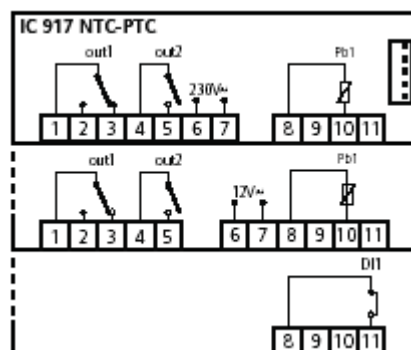 IC 917 NTC-PTC
out1 out2 230V~ Pb1
1 2 3 4 5 6 7 8 9 10 11
out1 out2 12V~ Pb1
1 2 3 4 5 6 7 8 9 10 11
DI1
8 9 10 11